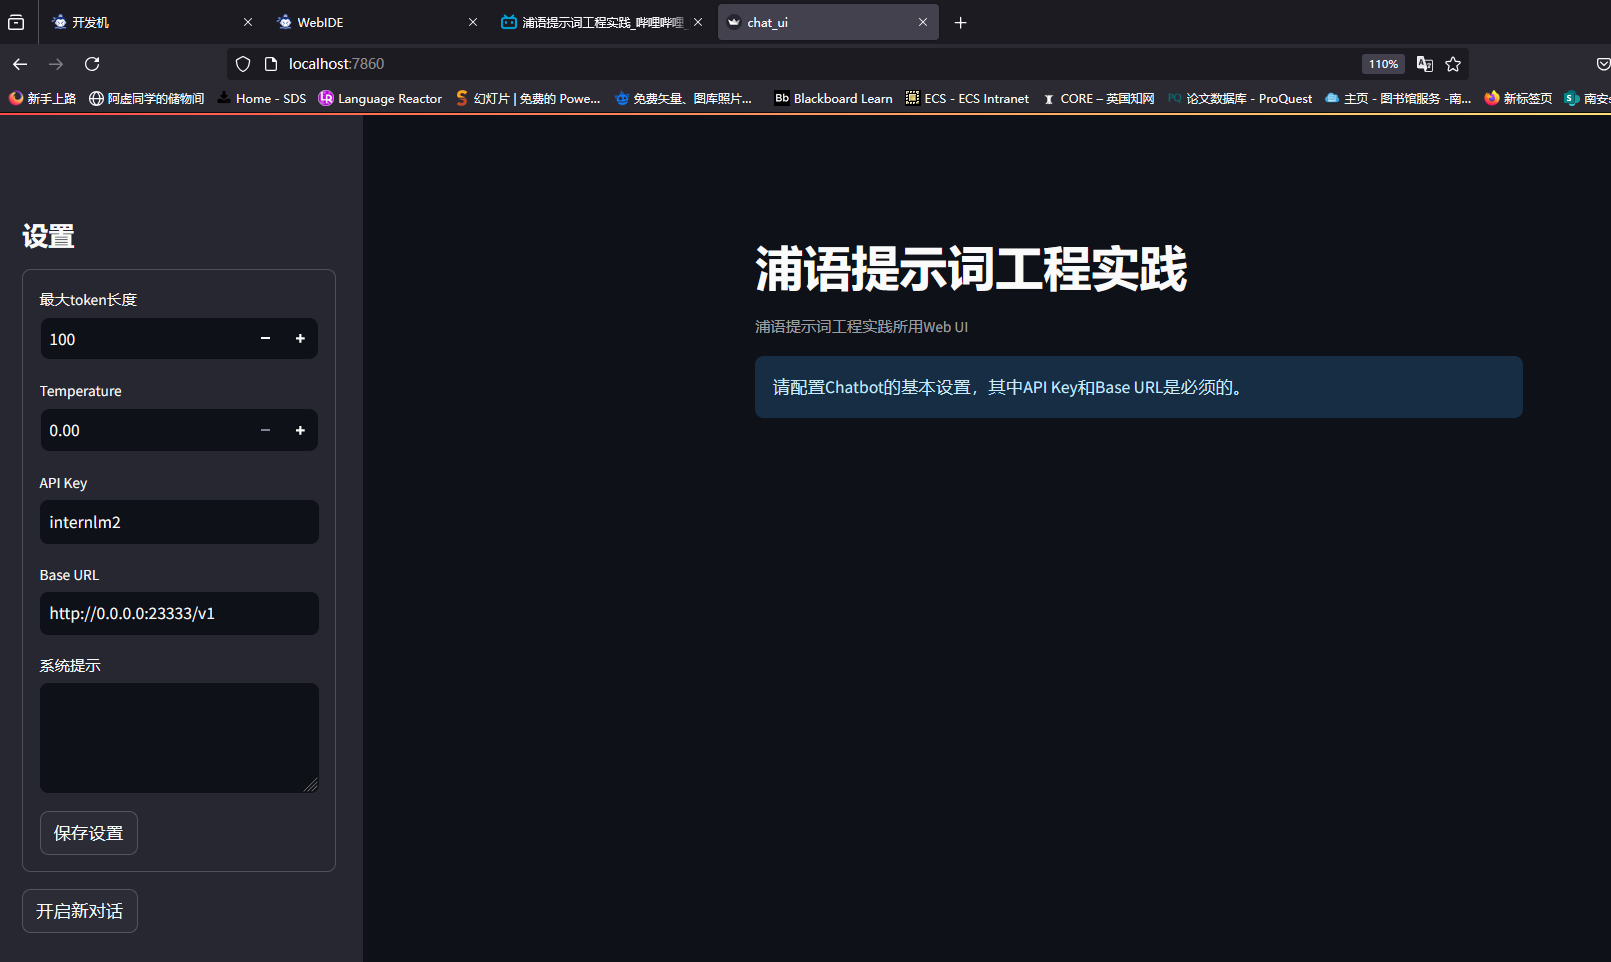 开发机
WebIDE
浦语提示词工程实践_哔哩哔哩_
chat_ui
localhost:7860
110%
新手上路
阿虚同学的储物间
Home - SDS
Language Reactor
幻灯片 | 免费的 Powe...
免费矢量、图库照片...
Bb Blackboard Learn
ECS - ECS Intranet
CORE – 英国知网
PQ 论文数据库 - ProQuest
主页 - 图书馆服务 -南...
新标签页
南安
设置
最大token长度
100
Temperature
0.00
API Key
internlm2
Base URL
http://0.0.0.0:23333/v1
系统提示
保存设置
开启新对话
浦语提示词工程实践
浦语提示词工程实践所用Web UI
请配置Chatbot的基本设置，其中API Key和Base URL是必须的。